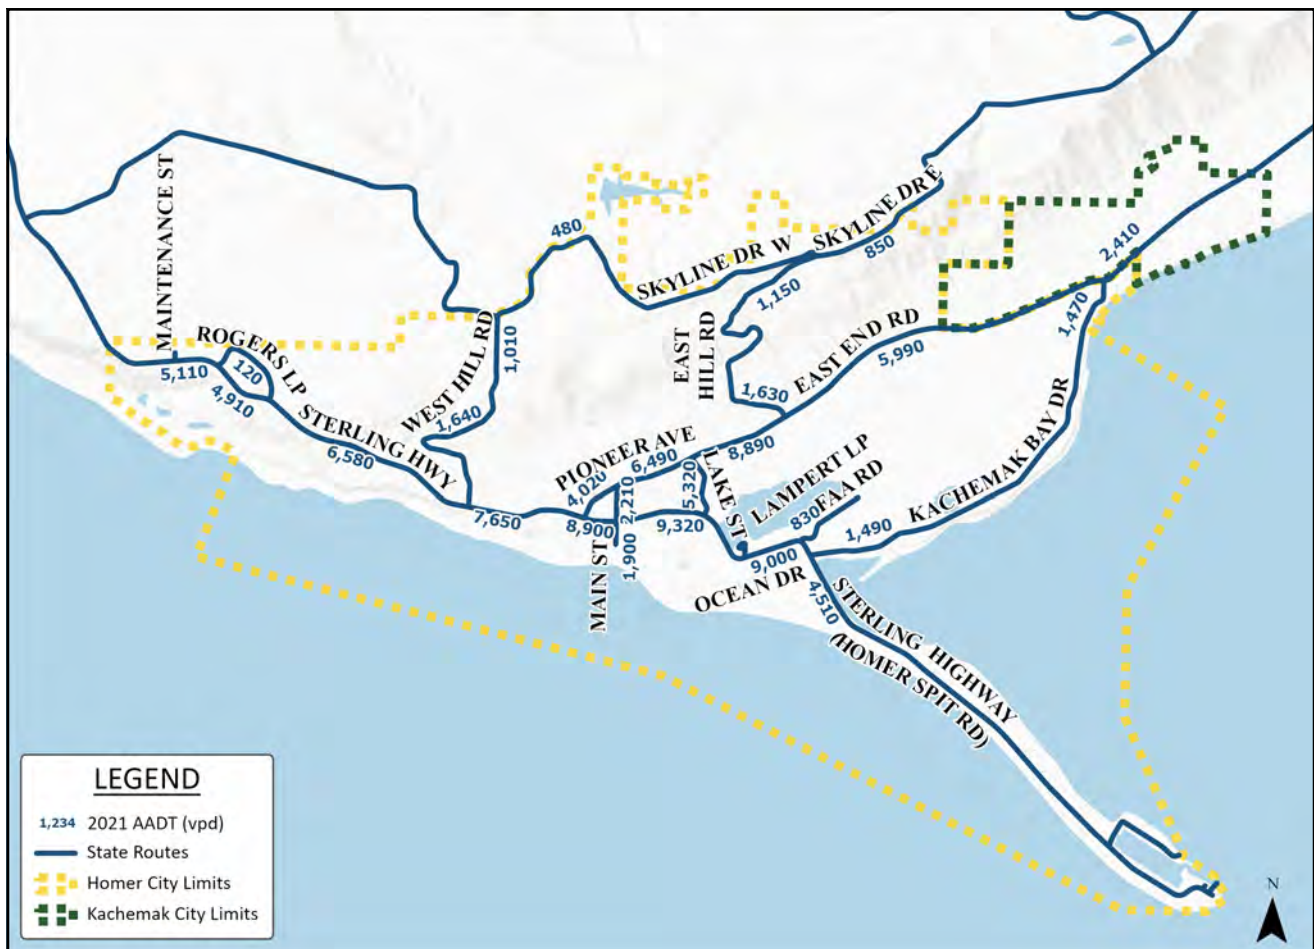 480
MAINTENANCE ST
SKYLINE DR W
SKYLINE DR E
850
1,150
2,410
1,470
ROGERS LP
120
5,110
4,910
WEST HILL RD
1,010
1,640
EAST
HILL RD
1,630
EAST END RD
5,990
STERLING HWY
6,580
7,650
PIONEER AVE
4,020
6,490
8,890
2,210
5,320
LAKE ST
LAMPERT LP
FAA RD
830
KACHEMAK BAY DR
1,490
8,900
9,320
1,900
MAIN ST
9,000
OCEAN DR
4,510
STERLING HIGHWAY
(HOMER SPIT RD)
LEGEND
1,234 2021 AADT (vpd)
State Routes
Homer City Limits
Kachemak City Limits
N